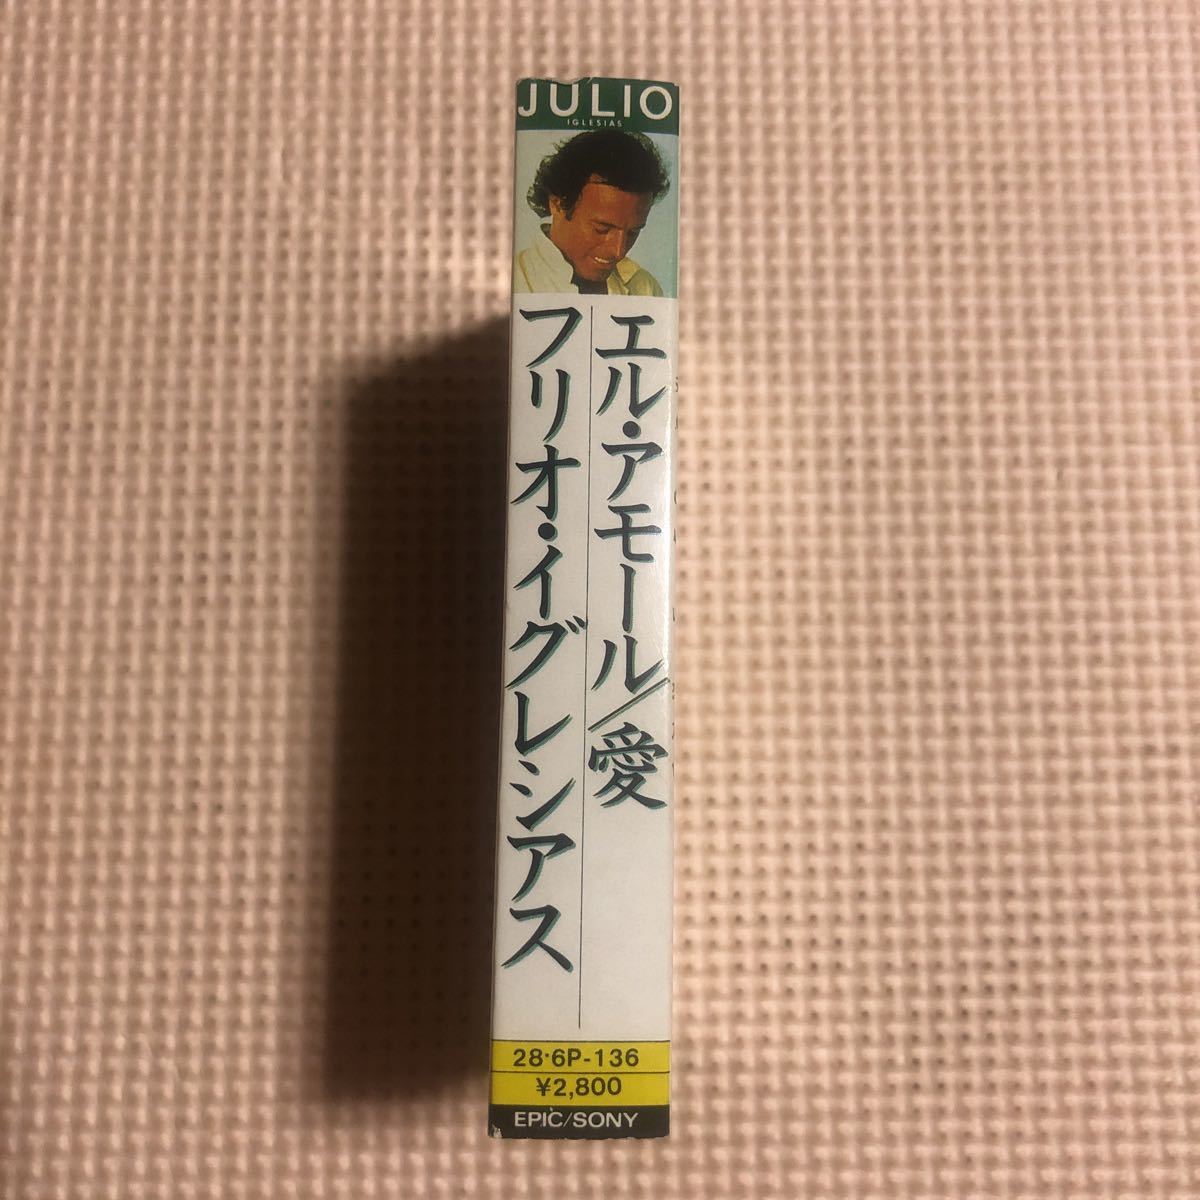 JULIO
IGLESIAS
エル・アモール/愛
フリオ・イグレシアス
28・6P-136
¥2,800
EPIC/SONY